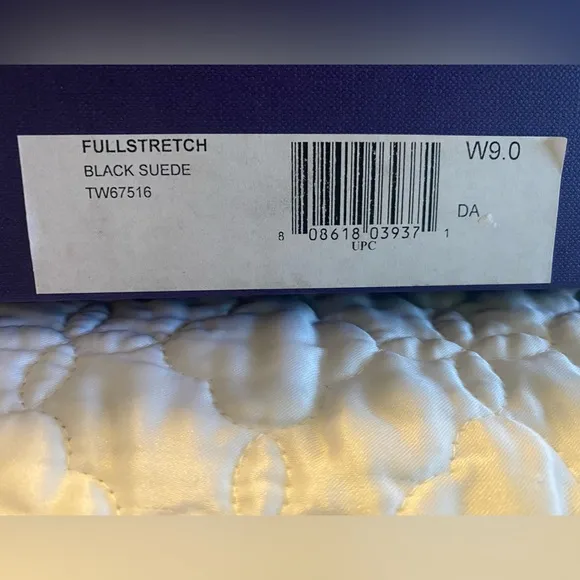 FULLSTRETCH
BLACK SUEDE
TW67516
8 08618 03937 1
UPC
W9.0
DA